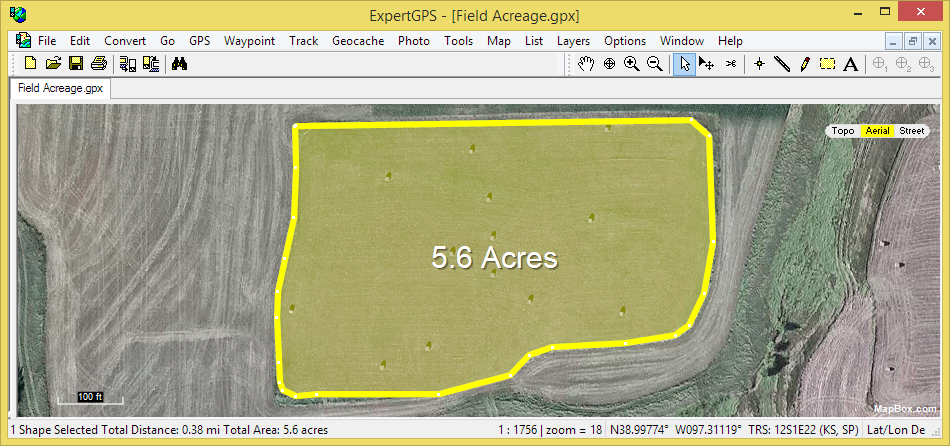 ExpertGPS - [Field Acreage.gpx]
File Edit Convert Go GPS Waypoint Track Geocache Photo Tools Map List Layers Options Window Help
Field Acreage.gpx
Topo Aerial Street
5.6 Acres
100 ft
MapBox.com
1 Shape Selected Total Distance: 0.38 mi Total Area: 5.6 acres 1 : 1756 | zoom = 18 N38.99774° W097.31119° TRS: 12S1E22 (KS, SP) Lat/Lon De